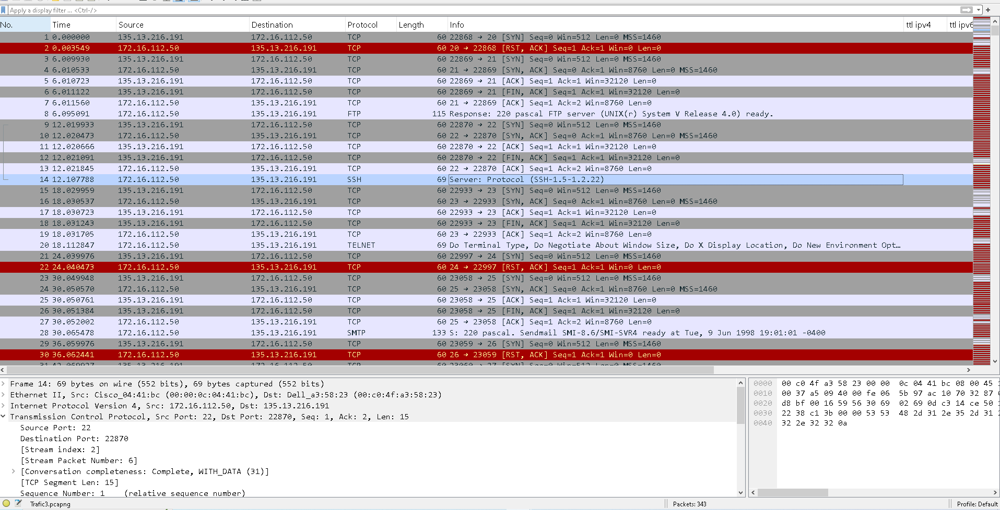 Apply a display filter ... <Ctrl-/>
No. Time Source Destination Protocol Length Info ttl ipv4 ttl ipv6
1 0.000000 135.13.216.191 172.16.112.50 TCP 60 22868 → 20 [SYN] Seq=0 Win=512 Len=0 MSS=1460
2 0.003549 172.16.112.50 135.13.216.191 TCP 60 20 → 22868 [RST, ACK] Seq=1 Ack=1 Win=0 Len=0
3 6.009930 135.13.216.191 172.16.112.50 TCP 60 22869 → 21 [SYN] Seq=0 Win=512 Len=0 MSS=1460
4 6.010533 172.16.112.50 135.13.216.191 TCP 60 21 → 22869 [SYN, ACK] Seq=0 Ack=1 Win=8760 Len=0 MSS=1460
5 6.010723 135.13.216.191 172.16.112.50 TCP 60 22869 → 21 [ACK] Seq=1 Ack=1 Win=32120 Len=0
6 6.011122 135.13.216.191 172.16.112.50 TCP 60 22869 → 21 [FIN, ACK] Seq=1 Ack=1 Win=32120 Len=0
7 6.011560 172.16.112.50 135.13.216.191 TCP 60 21 → 22869 [ACK] Seq=1 Ack=2 Win=8760 Len=0
8 6.095091 172.16.112.50 135.13.216.191 FTP 115 Response: 220 pascal FTP server (UNIX(r) System V Release 4.0) ready.
9 12.019933 135.13.216.191 172.16.112.50 TCP 60 22870 → 22 [SYN] Seq=0 Win=512 Len=0 MSS=1460
10 12.020473 172.16.112.50 135.13.216.191 TCP 60 22 → 22870 [SYN, ACK] Seq=0 Ack=1 Win=8760 Len=0 MSS=1460
11 12.020666 135.13.216.191 172.16.112.50 TCP 60 22870 → 22 [ACK] Seq=1 Ack=1 Win=32120 Len=0
12 12.021091 135.13.216.191 172.16.112.50 TCP 60 22870 → 22 [FIN, ACK] Seq=1 Ack=1 Win=32120 Len=0
13 12.021845 172.16.112.50 135.13.216.191 TCP 60 22 → 22870 [ACK] Seq=1 Ack=2 Win=8760 Len=0
14 12.107788 172.16.112.50 135.13.216.191 SSH 69 Server: Protocol (SSH-1.5-1.2.22)
15 18.029959 135.13.216.191 172.16.112.50 TCP 60 22933 → 23 [SYN] Seq=0 Win=512 Len=0 MSS=1460
16 18.030537 172.16.112.50 135.13.216.191 TCP 60 23 → 22933 [SYN, ACK] Seq=0 Ack=1 Win=8760 Len=0 MSS=1460
17 18.030723 135.13.216.191 172.16.112.50 TCP 60 22933 → 23 [ACK] Seq=1 Ack=1 Win=32120 Len=0
18 18.031243 135.13.216.191 172.16.112.50 TCP 60 22933 → 23 [FIN, ACK] Seq=1 Ack=1 Win=32120 Len=0
19 18.031705 172.16.112.50 135.13.216.191 TCP 60 23 → 22933 [ACK] Seq=1 Ack=2 Win=8760 Len=0
20 18.112847 172.16.112.50 135.13.216.191 TELNET 69 Do Terminal Type, Do Negotiate About Window Size, Do X Display Location, Do New Environment Opt…
21 24.039976 135.13.216.191 172.16.112.50 TCP 60 22997 → 24 [SYN] Seq=0 Win=512 Len=0 MSS=1460
22 24.040473 172.16.112.50 135.13.216.191 TCP 60 24 → 22997 [RST, ACK] Seq=1 Ack=1 Win=0 Len=0
23 30.049948 135.13.216.191 172.16.112.50 TCP 60 23058 → 25 [SYN] Seq=0 Win=512 Len=0 MSS=1460
24 30.050570 172.16.112.50 135.13.216.191 TCP 60 25 → 23058 [SYN, ACK] Seq=0 Ack=1 Win=8760 Len=0 MSS=1460
25 30.050761 135.13.216.191 172.16.112.50 TCP 60 23058 → 25 [ACK] Seq=1 Ack=1 Win=32120 Len=0
26 30.051384 135.13.216.191 172.16.112.50 TCP 60 23058 → 25 [FIN, ACK] Seq=1 Ack=1 Win=32120 Len=0
27 30.052002 172.16.112.50 135.13.216.191 TCP 60 25 → 23058 [ACK] Seq=1 Ack=2 Win=8760 Len=0
28 30.065478 172.16.112.50 135.13.216.191 SMTP 133 S: 220 pascal. Sendmail SMI-8.6/SMI-SVR4 ready at Tue, 9 Jun 1998 19:01:01 -0400
29 36.059976 135.13.216.191 172.16.112.50 TCP 60 23059 → 26 [SYN] Seq=0 Win=512 Len=0 MSS=1460
30 36.062441 172.16.112.50 135.13.216.191 TCP 60 26 → 23059 [RST, ACK] Seq=1 Ack=1 Win=0 Len=0
Frame 14: 69 bytes on wire (552 bits), 69 bytes captured (552 bits)
Ethernet II, Src: Cisco_04:41:bc (00:00:0c:04:41:bc), Dst: Dell_a3:58:23 (00:c0:4f:a3:58:23)
Internet Protocol Version 4, Src: 172.16.112.50, Dst: 135.13.216.191
Transmission Control Protocol, Src Port: 22, Dst Port: 22870, Seq: 1, Ack: 2, Len: 15
Source Port: 22
Destination Port: 22870
[Stream index: 2]
[Stream Packet Number: 6]
[Conversation completeness: Complete, WITH_DATA (31)]
[TCP Segment Len: 15]
Sequence Number: 1 (relative sequence number)
0000 00 c0 4f a3 58 23 00 00 0c 04 41 bc 08 00 45
0010 00 37 a5 09 40 00 fe 06 5b 97 ac 10 70 32 87
0020 d8 bf 00 16 59 56 30 69 02 69 0d c3 14 ce 50
0030 22 38 c1 3b 00 00 53 53 48 2d 31 2e 35 2d 31
0040 32 2e 32 32 0a
Trafic3.pcapng Packets: 343 Profile: Default